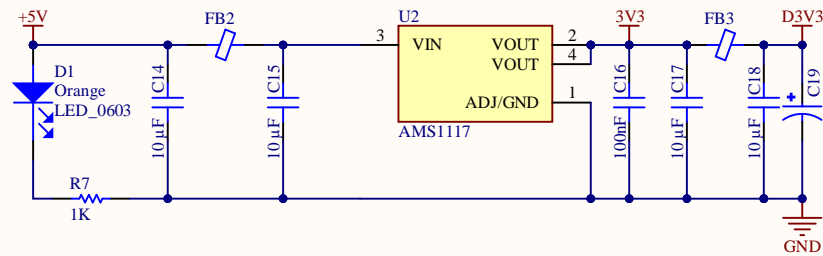 +5V
FB2
U2
3V3
FB3
D3V3
3
VIN
VOUT
2
VOUT
4
ADJ/GND
1
AMS1117
D1
Orange
LED_0603
C14
10 µF
C15
10 µF
C16
100nF
C17
10 µF
C18
10 µF
C19
+
R7
1K
GND